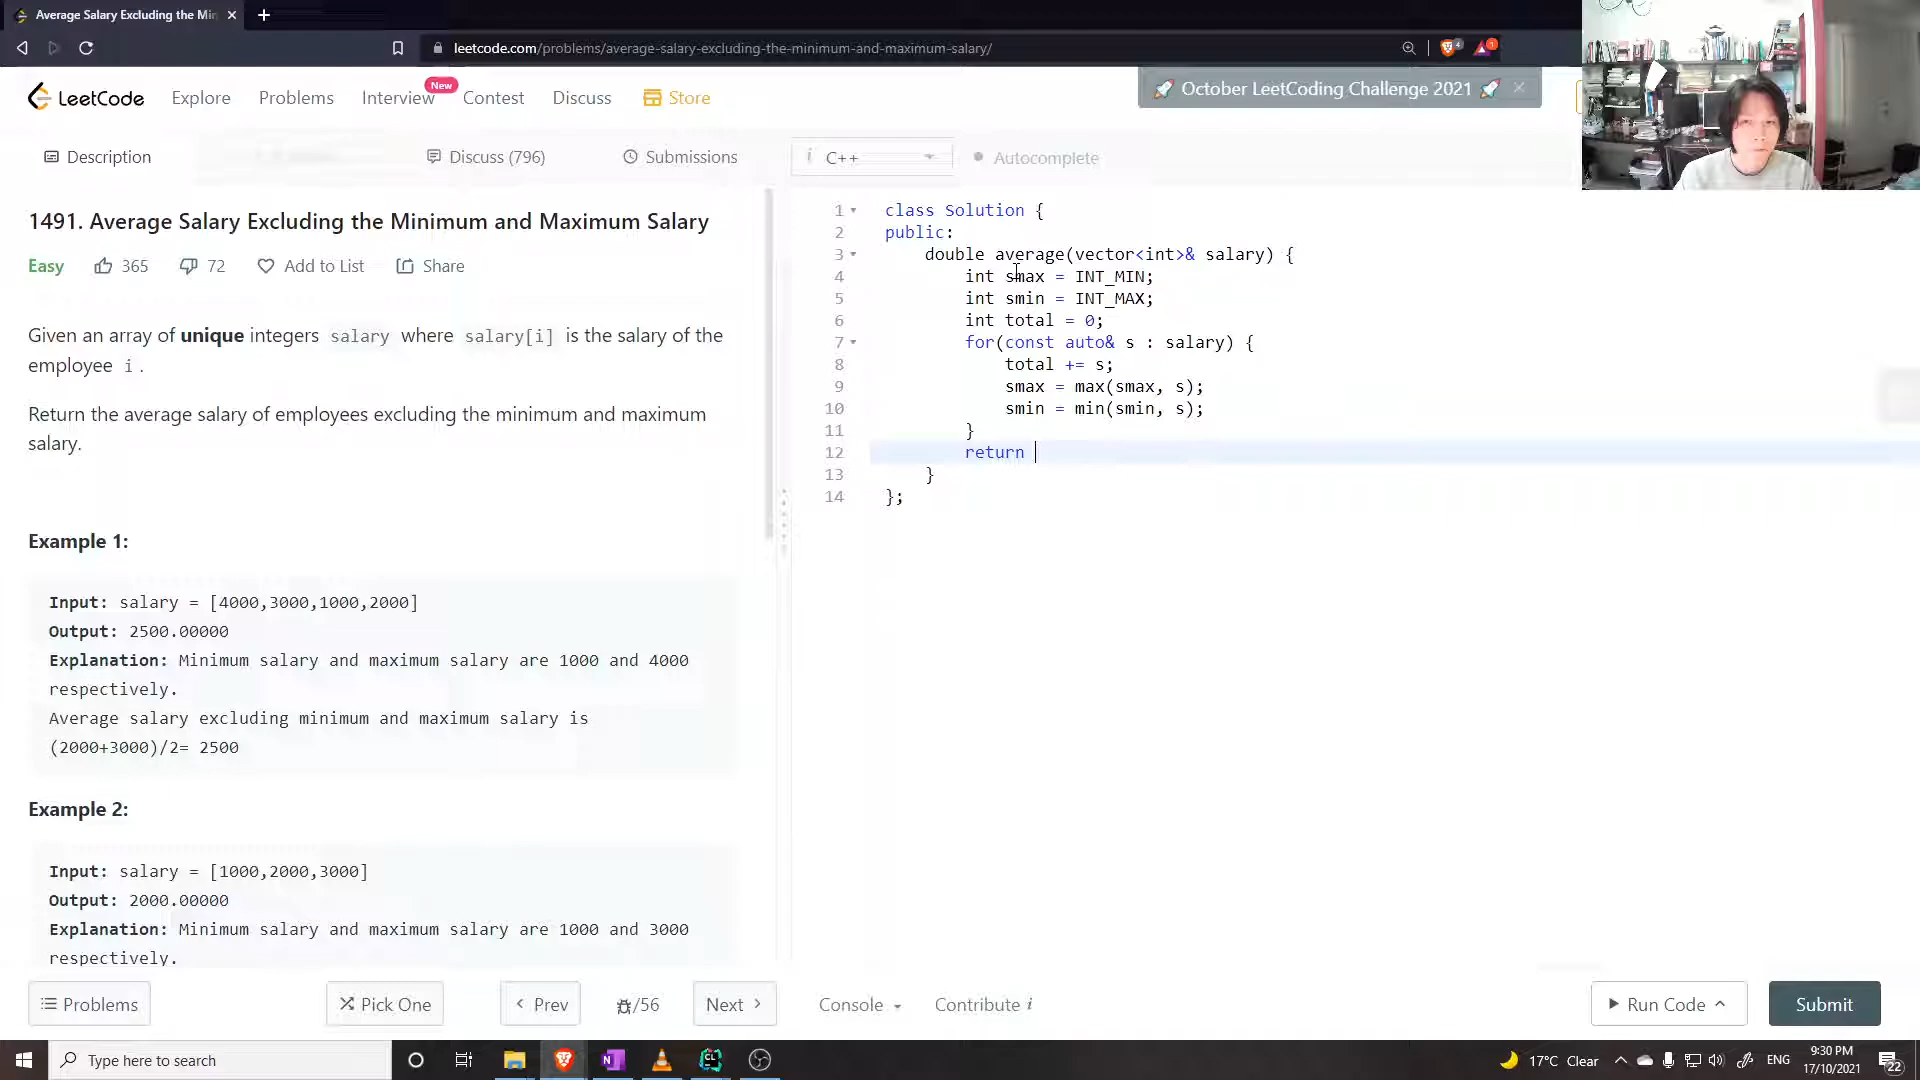 Average Salary Excluding the Min
leetcode.com/problems/average-salary-excluding-the-minimum-and-maximum-salary/
4
1
LeetCode
Explore
Problems
Interview
New
Contest
Discuss
Store
🚀 October LeetCoding Challenge 2021 🚀
Description
Discuss (796)
Submissions
i C++
Autocomplete
1491. Average Salary Excluding the Minimum and Maximum Salary
Easy 365 72 Add to List Share
Given an array of unique integers salary where salary[i] is the salary of the
employee i .
Return the average salary of employees excluding the minimum and maximum
salary.
Example 1:
Input: salary = [4000,3000,1000,2000]
Output: 2500.00000
Explanation: Minimum salary and maximum salary are 1000 and 4000
respectively.
Average salary excluding minimum and maximum salary is
(2000+3000)/2= 2500
Example 2:
Input: salary = [1000,2000,3000]
Output: 2000.00000
Explanation: Minimum salary and maximum salary are 1000 and 3000
respectively.
1 class Solution {
2 public:
3 double average(vector<int>& salary) {
4 int smax = INT_MIN;
5 int smin = INT_MAX;
6 int total = 0;
7 for(const auto& s : salary) {
8 total += s;
9 smax = max(smax, s);
10 smin = min(smin, s);
11 }
12 return
13 }
14 };
Problems
Pick One
Prev
/56
Next
Console
Contribute i
Run Code
Submit
Type here to search
17°C Clear
ENG
9:30 PM
17/10/2021
22